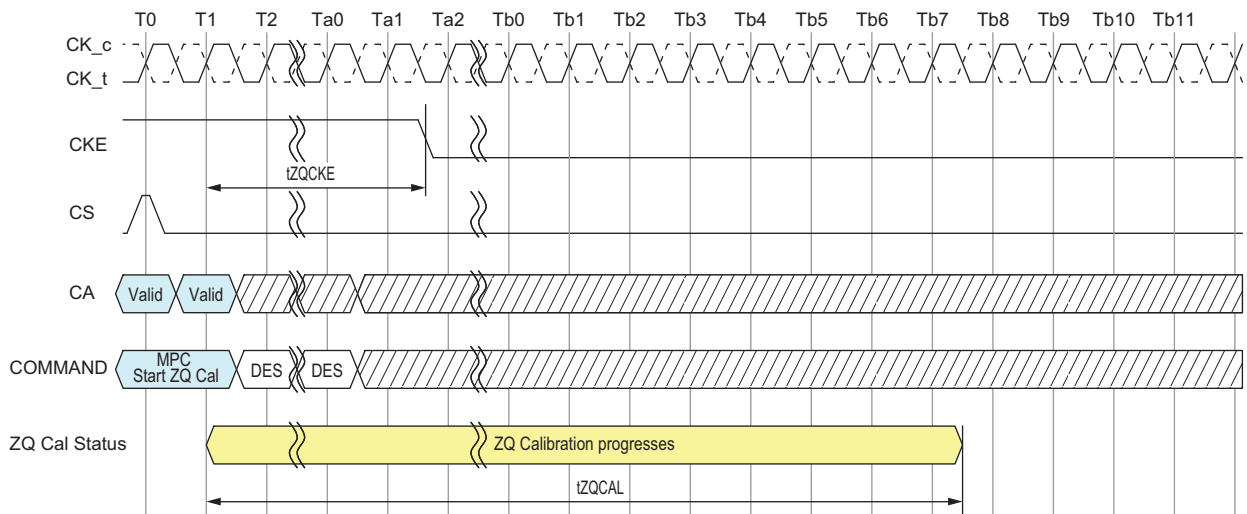 T0 T1 T2 Ta0 Ta1 Ta2 Tb0 Tb1 Tb2 Tb3 Tb4 Tb5 Tb6 Tb7 Tb8 Tb9 Tb10 Tb11
CK_c
CK_t
CKE
tZQCKE
CS
CA Valid Valid
COMMAND MPC
Start ZQ Cal DES DES
ZQ Cal Status ZQ Calibration progresses
tZQCAL